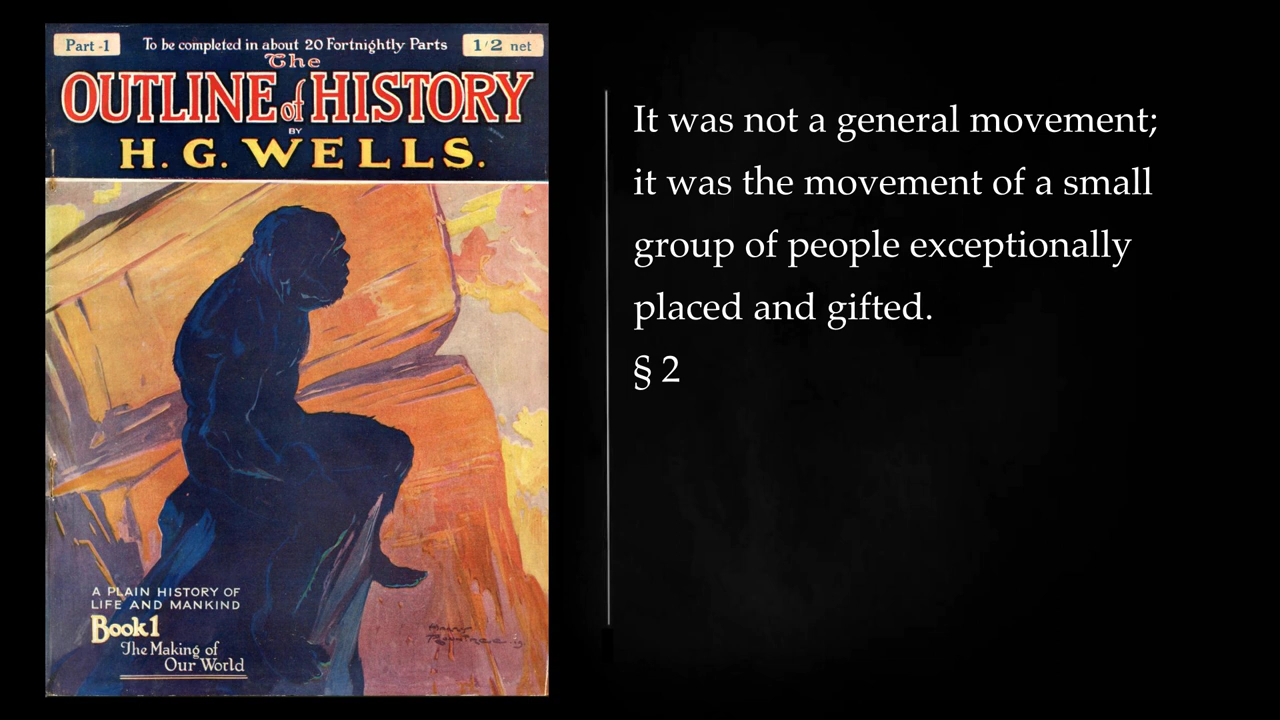 Part -1
To be completed in about 20 Fortnightly Parts
1/2 net
The
OUTLINE of HISTORY
BY
H. G. WELLS.
A PLAIN HISTORY OF
LIFE AND MANKIND
Book 1
The Making of
Our World
It was not a general movement;
it was the movement of a small
group of people exceptionally
placed and gifted.
§ 2